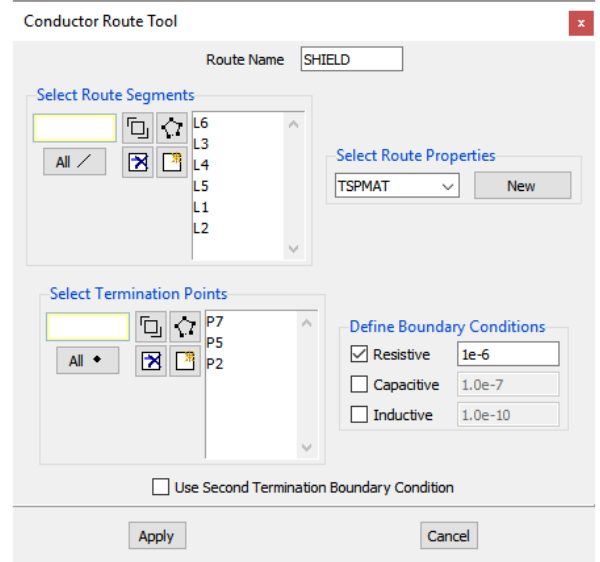 Conductor Route Tool
x
Route Name SHIELD
Select Route Segments
All
L6
L3
L4
L5
L1
L2
Select Route Properties
TSPMAT New
Select Termination Points
All
P7
P5
P2
Define Boundary Conditions
Resistive 1e-6
Capacitive 1.0e-7
Inductive 1.0e-10
Use Second Termination Boundary Condition
Apply Cancel